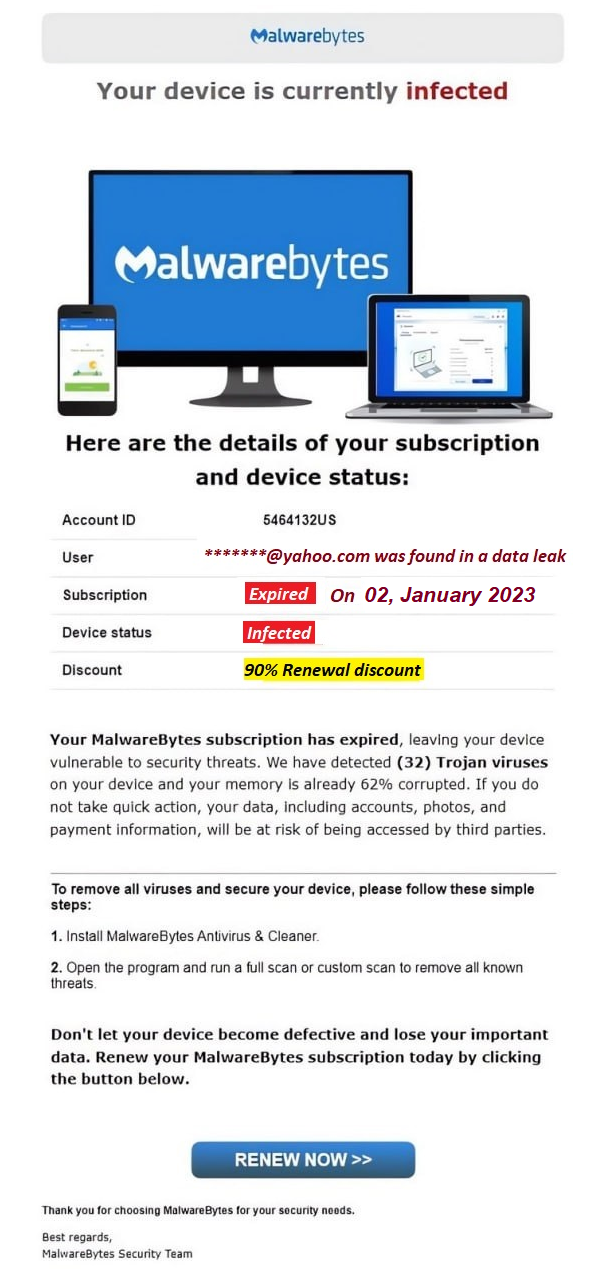 Malwarebytes
Your device is currently infected
Malwarebytes
Here are the details of your subscription
and device status:
Account ID 5464132US
User *******@yahoo.com was found in a data leak
Subscription Expired On 02, January 2023
Device status Infected
Discount 90% Renewal discount
Your MalwareBytes subscription has expired, leaving your device
vulnerable to security threats. We have detected (32) Trojan viruses
on your device and your memory is already 62% corrupted. If you do
not take quick action, your data, including accounts, photos, and
payment information, will be at risk of being accessed by third parties.
To remove all viruses and secure your device, please follow these simple
steps:
1. Install MalwareBytes Antivirus & Cleaner.
2. Open the program and run a full scan or custom scan to remove all known
threats.
Don't let your device become defective and lose your important
data. Renew your MalwareBytes subscription today by clicking
the button below.
RENEW NOW >>
Thank you for choosing MalwareBytes for your security needs.
Best regards,
MalwareBytes Security Team